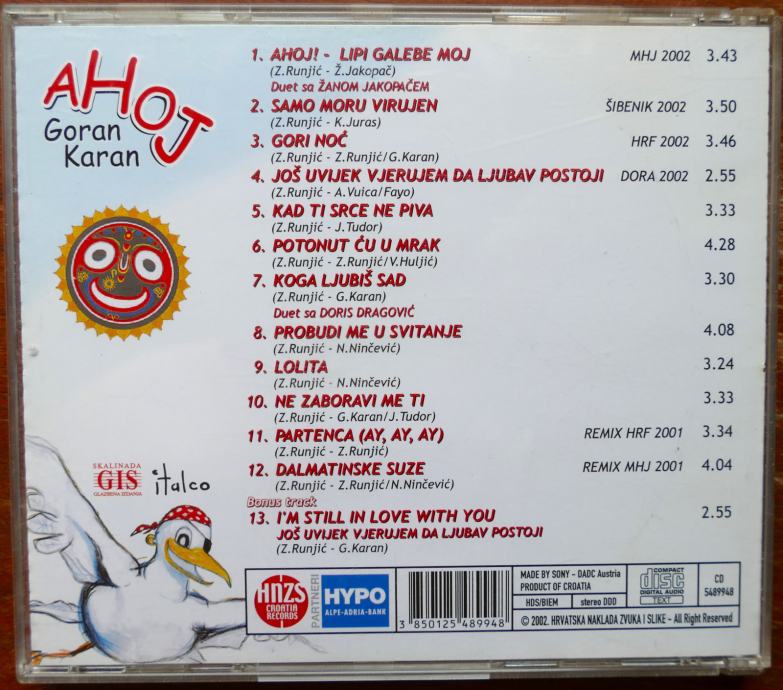 AHOJ
Goran
Karan
1. AHOJ! - LIPI GALEBE MOJ MHJ 2002 3.43
(Z.Runjić - Ž.Jakopač)
Duet sa ŽANOM JAKOPAČEM
2. SAMO MORU VIRUJEN ŠIBENIK 2002 3.50
(Z.Runjić - K.Juras)
3. GORI NOĆ HRF 2002 3.46
(Z.Runjić - Z.Runjić/G.Karan)
4. JOŠ UVIJEK VJERUJEM DA LJUBAV POSTOJI DORA 2002 2.55
(Z.Runjić - A.Vuica/Fayo)
5. KAD TI SRCE NE PIVA 3.33
(Z.Runjić - J.Tudor)
6. POTONUT ĆU U MRAK 4.28
(Z.Runjić - Z.Runjić/V.Huljić)
7. KOGA LJUBIŠ SAD 3.30
(Z.Runjić - G.Karan)
Duet sa DORIS DRAGOVIĆ
8. PROBUDI ME U SVITANJE 4.08
(Z.Runjić - N.Ninčević)
9. LOLITA 3.24
(Z.Runjić - N.Ninčević)
10. NE ZABORAVI ME TI 3.33
(Z.Runjić - G.Karan/J.Tudor)
11. PARTENCA (AY, AY, AY) REMIX HRF 2001 3.34
(Z.Runjić - Z.Runjić)
12. DALMATINSKE SUZE REMIX MHJ 2001 4.04
(Z.Runjić - Z.Runjić/N.Ninčević)
Bonus track
13. I'M STILL IN LOVE WITH YOU 2.55
JOŠ UVIJEK VJERUJEM DA LJUBAV POSTOJI
(Z.Runjić - G.Karan)
SKALINADA
GIS
GLAZBENA IZDANJA
italco
HNZS
CROATIA
RECORDS
PARTNERI
HYPO
ALPE-ADRIA-BANK
3 850125 489948
MADE BY SONY - DADC Austria
PRODUCT OF CROATIA
HDS/BIEM stereo DDD
COMPACT
disc
DIGITAL AUDIO
TEXT
CD
5489948
© 2002. HRVATSKA NAKLADA ZVUKA I SLIKE - All Right Reserved